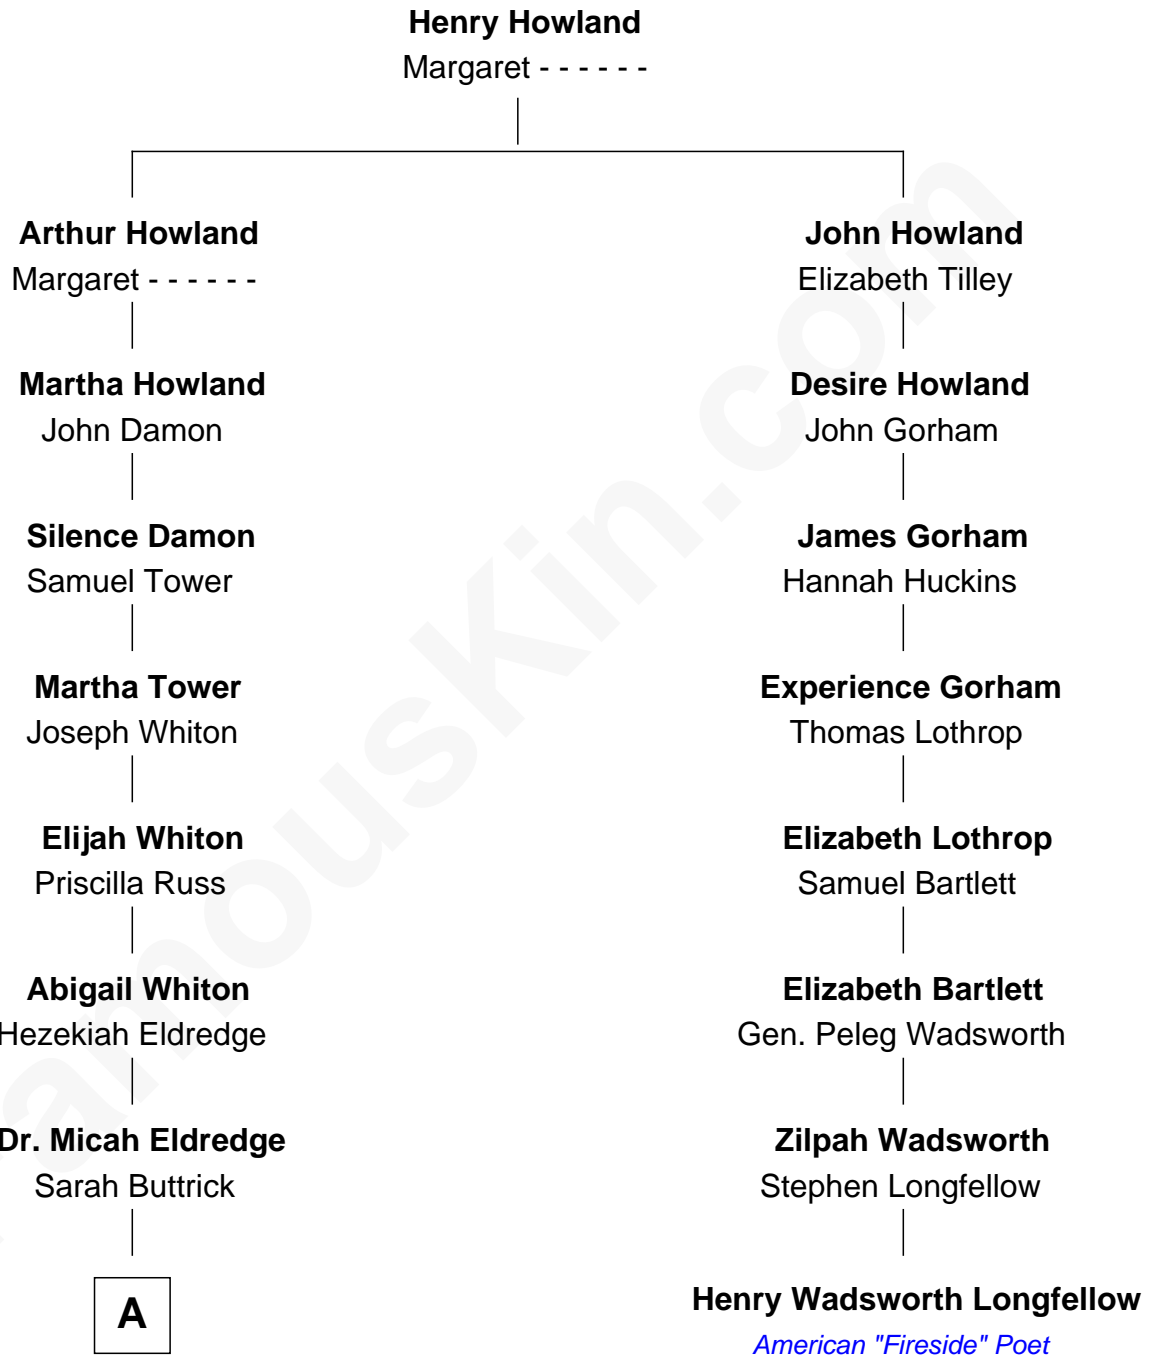 Henry Howland
Margaret - - - - - -
Arthur Howland
Margaret - - - - - -
John Howland
Elizabeth Tilley
Martha Howland
John Damon
Desire Howland
John Gorham
Silence Damon
Samuel Tower
James Gorham
Hannah Huckins
Martha Tower
Joseph Whiton
Experience Gorham
Thomas Lothrop
Elijah Whiton
Priscilla Russ
Elizabeth Lothrop
Samuel Bartlett
Abigail Whiton
Hezekiah Eldredge
Elizabeth Bartlett
Gen. Peleg Wadsworth
Dr. Micah Eldredge
Sarah Buttrick
Zilpah Wadsworth
Stephen Longfellow
A
Henry Wadsworth Longfellow
American "Fireside" Poet
FamousKin.com